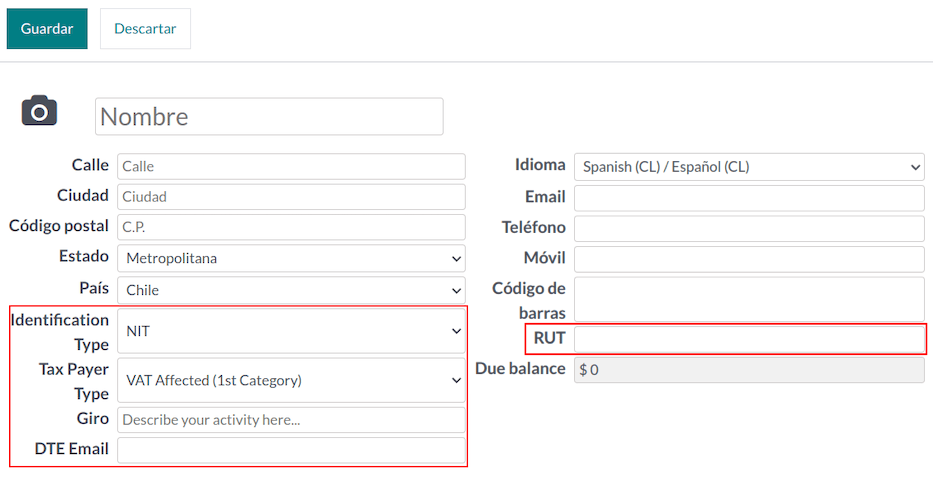 Guardar Descartar
Nombre
Calle Calle
Ciudad Ciudad
Código postal C.P.
Estado Metropolitana
País Chile
Identification
Type NIT
Tax Payer
Type VAT Affected (1st Category)
Giro Describe your activity here...
DTE Email
Idioma Spanish (CL) / Español (CL)
Email
Teléfono
Móvil
Código de
barras
RUT
Due balance $ 0